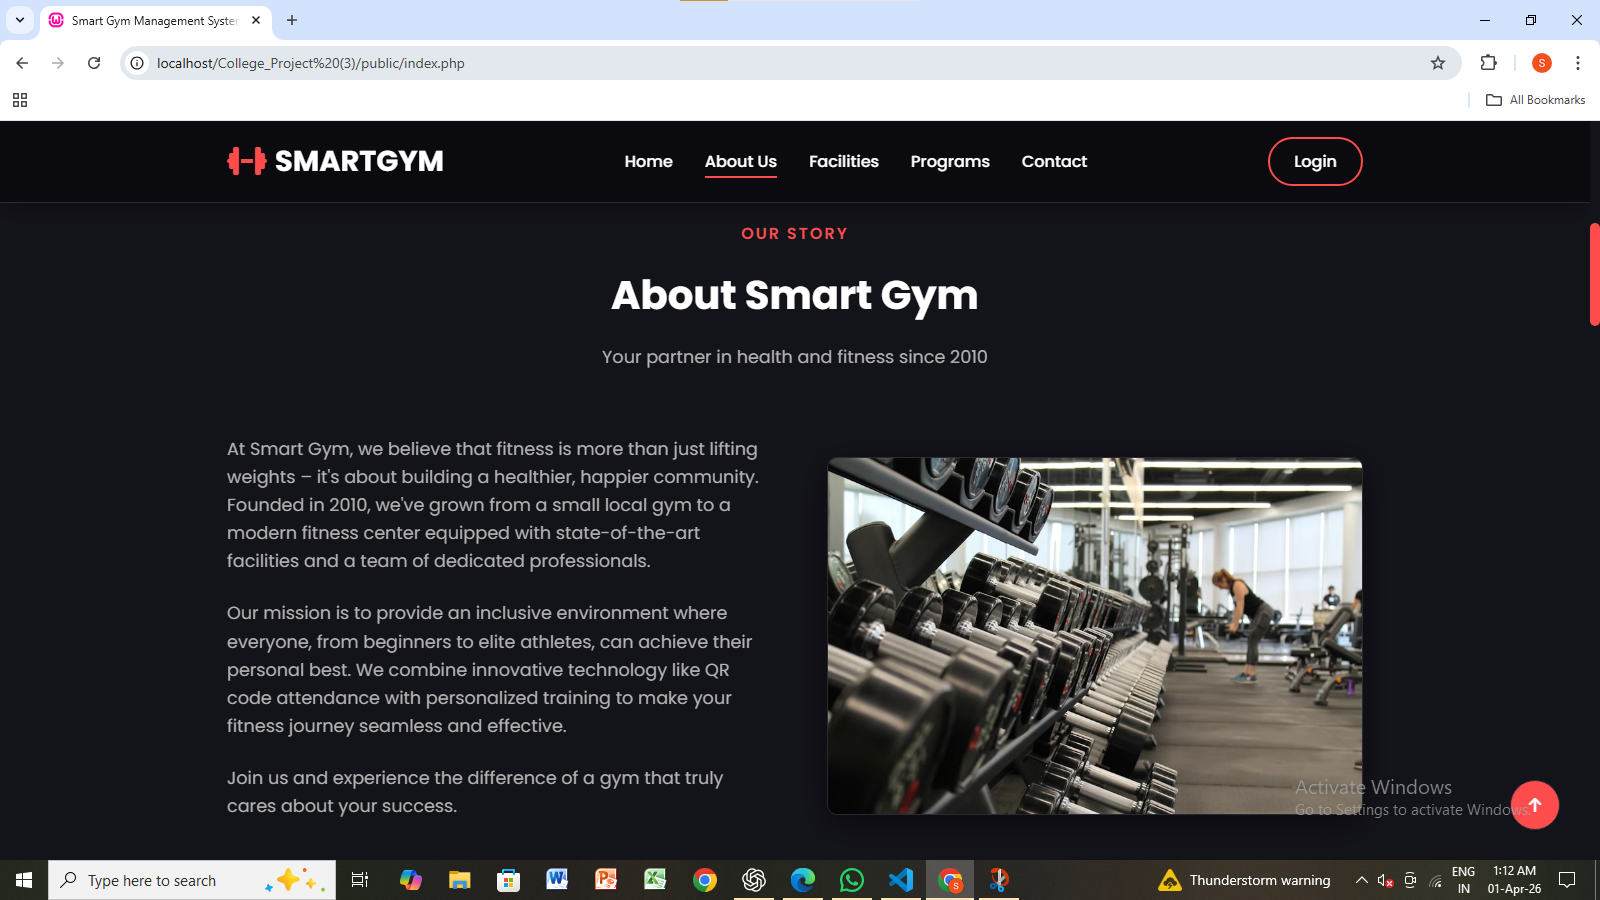 Smart Gym Management System
localhost/College_Project%20(3)/public/index.php
S
All Bookmarks
SMARTGYM
Home
About Us
Facilities
Programs
Contact
Login
OUR STORY
About Smart Gym
Your partner in health and fitness since 2010
At Smart Gym, we believe that fitness is more than just lifting
weights – it's about building a healthier, happier community.
Founded in 2010, we've grown from a small local gym to a
modern fitness center equipped with state-of-the-art
facilities and a team of dedicated professionals.
Our mission is to provide an inclusive environment where
everyone, from beginners to elite athletes, can achieve their
personal best. We combine innovative technology like QR
code attendance with personalized training to make your
fitness journey seamless and effective.
Join us and experience the difference of a gym that truly
cares about your success.
Activate Windows
Go to Settings to activate Windows.
Type here to search
Thunderstorm warning
ENG
IN
1:12 AM
01-Apr-26